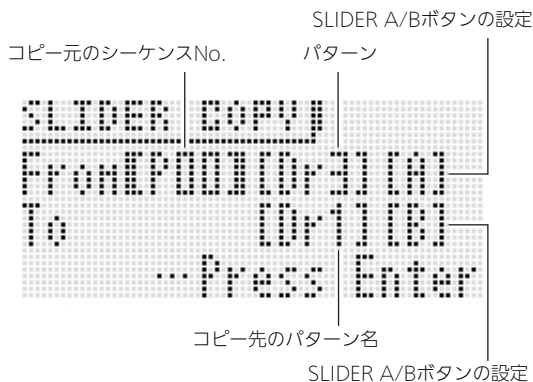 SLIDER A/Bボタンの設定
コピー元のシーケンスNo. パターン
SLIDER COPY
From[P00][Dr3][A]
To [Dr1][B]
…Press Enter
コピー先のパターン名
SLIDER A/Bボタンの設定